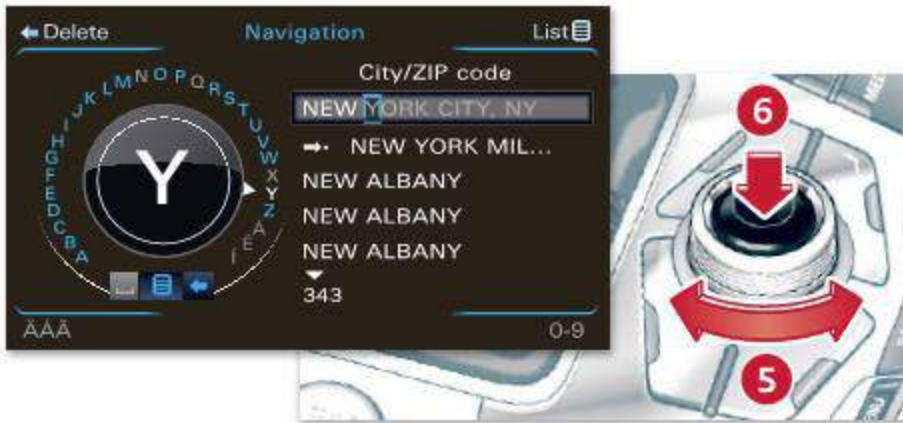 Delete Navigation List
City/ZIP code
NEW YORK CITY, NY
NEW YORK MIL...
NEW ALBANY
NEW ALBANY
NEW ALBANY
343
A B C D E F G H I J K L M N O P Q R S T U V W X Y Z Á É Í
Y
ÄÂÃ 0-9
6
5